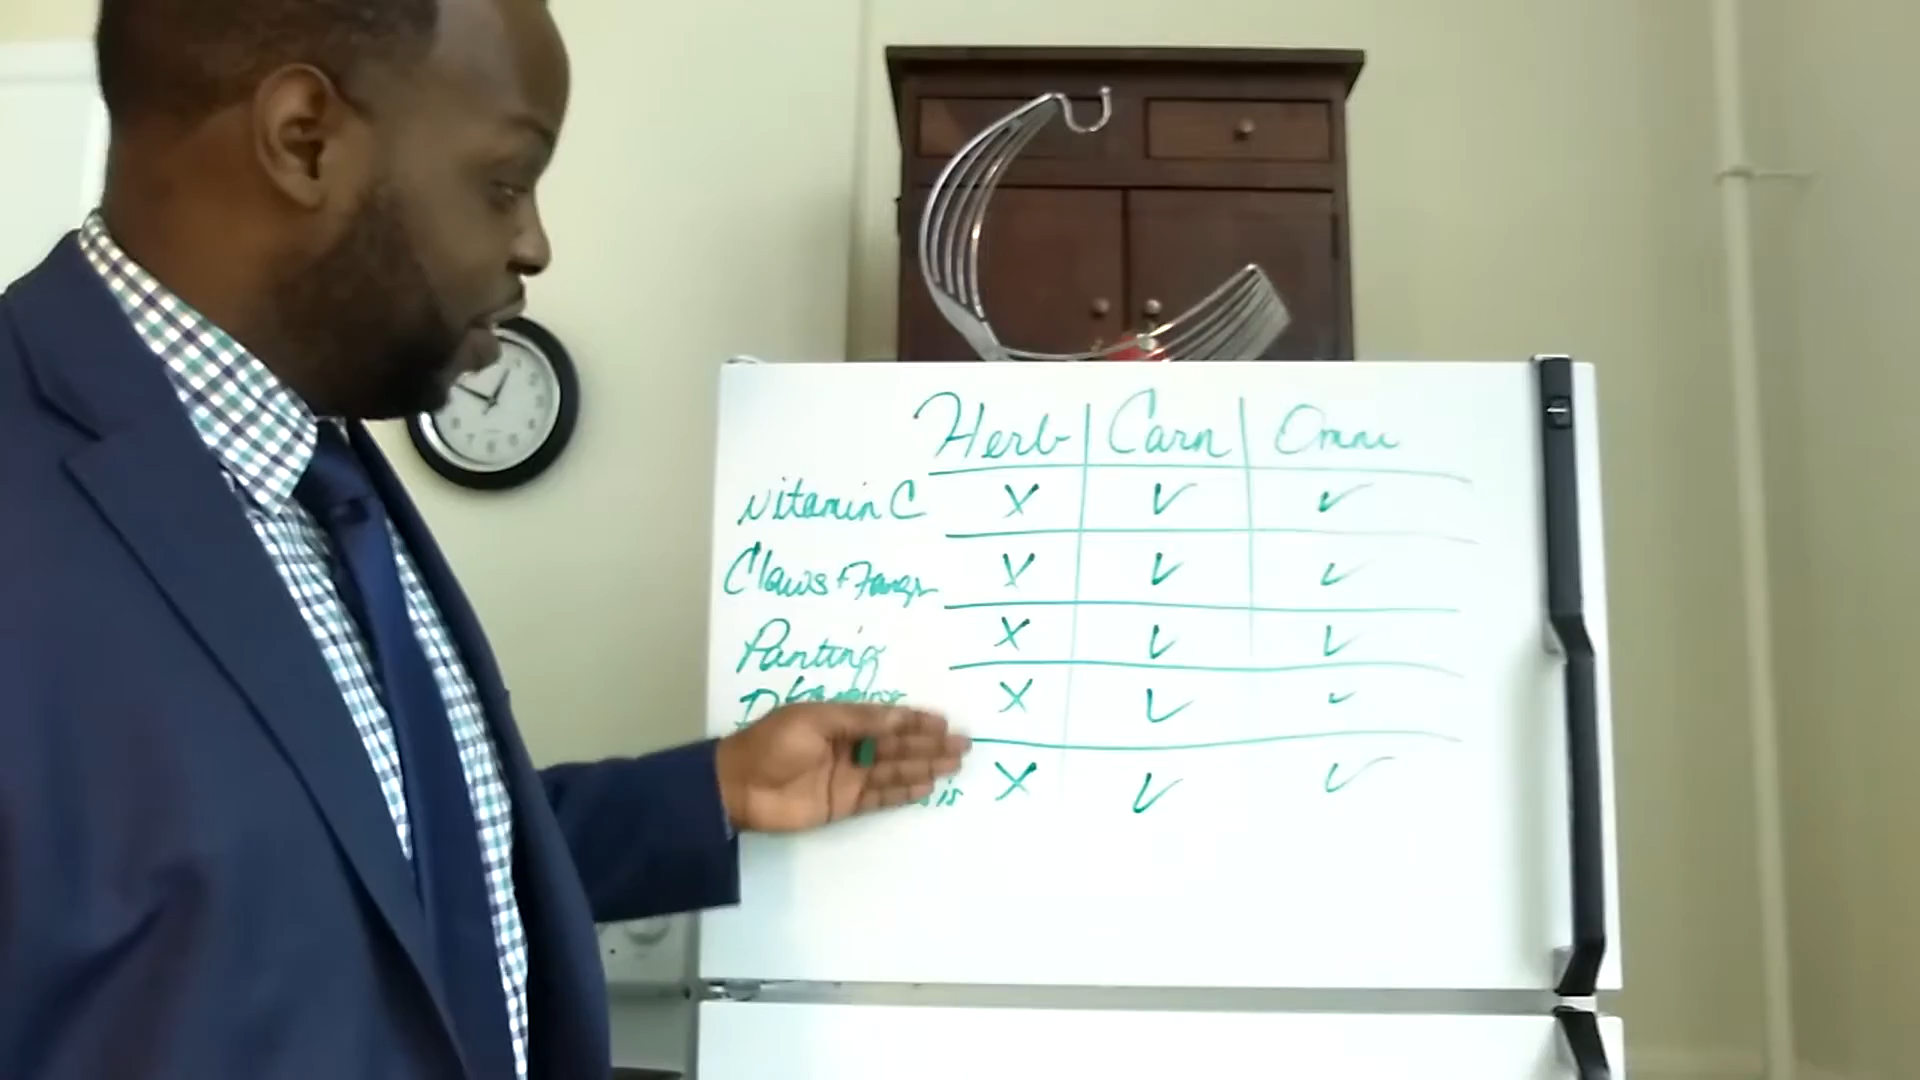 Herb Carn Omni
Vitamin C X ✓ ✓
Claws + Fangs X ✓ ✓
Panting X ✓ ✓
X ✓ ✓
X ✓ ✓